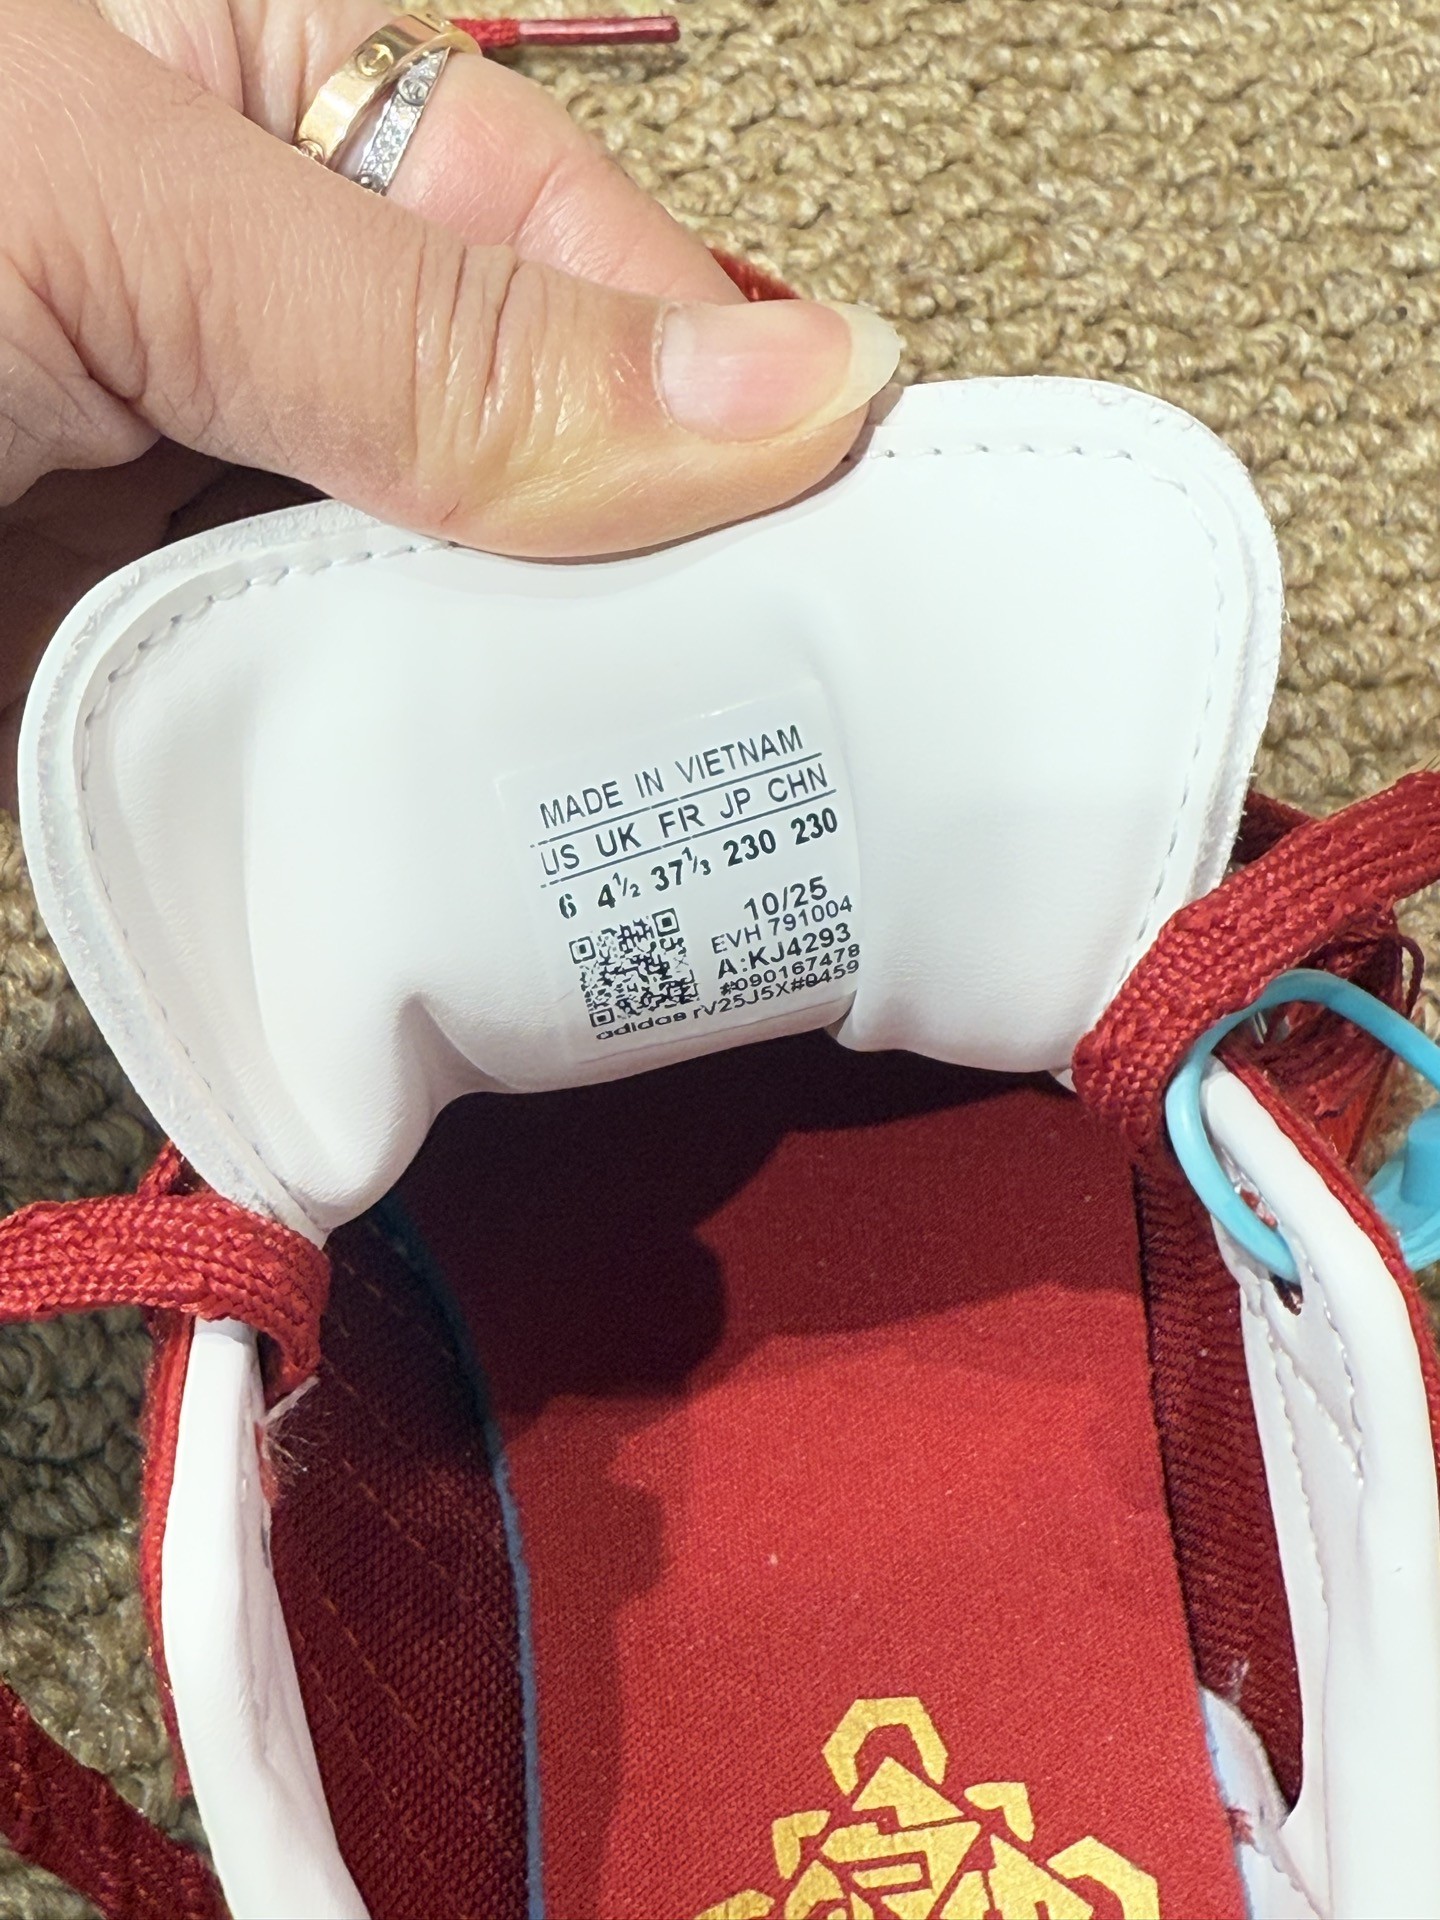 MADE IN VIETNAM
US UK FR JP CHN
6 4½ 37⅓ 230 230
10/25
EVH 791004
A:KJ4293
#090167478
adidas rV25J5X#0459